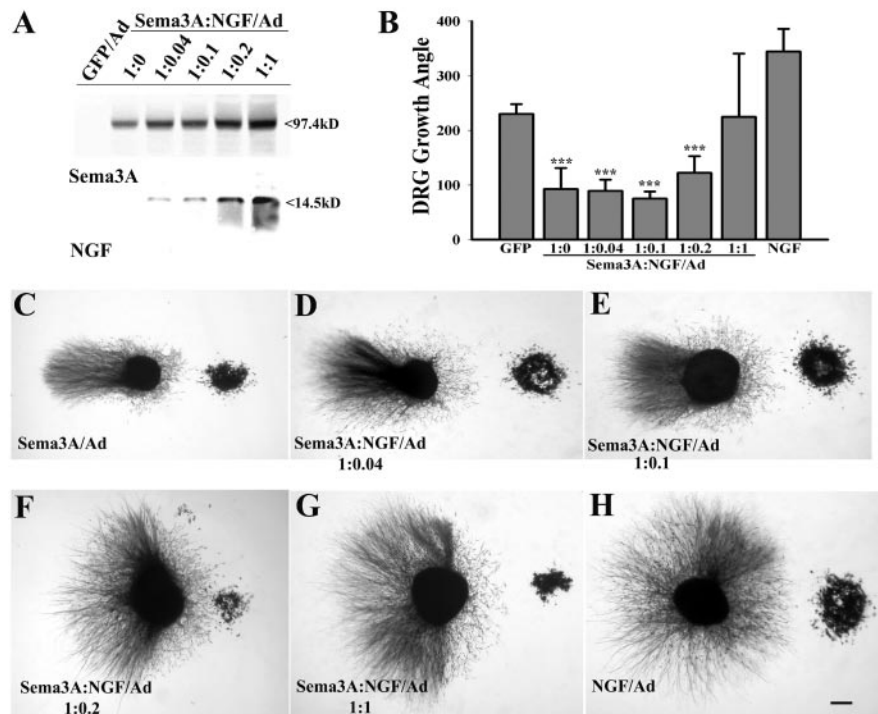 A
Sema3A:NGF/Ad
GFP/Ad
1:0
1:0.04
1:0.1
1:0.2
1:1
<97.4kD
Sema3A
<14.5kD
NGF
B
DRG Growth Angle
400
300
200
100
0
***
***
***
***
GFP
1:0
1:0.04
1:0.1
1:0.2
1:1
NGF
Sema3A:NGF/Ad
C
Sema3A/Ad
D
Sema3A:NGF/Ad
1:0.04
E
Sema3A:NGF/Ad
1:0.1
F
Sema3A:NGF/Ad
1:0.2
G
Sema3A:NGF/Ad
1:1
H
NGF/Ad